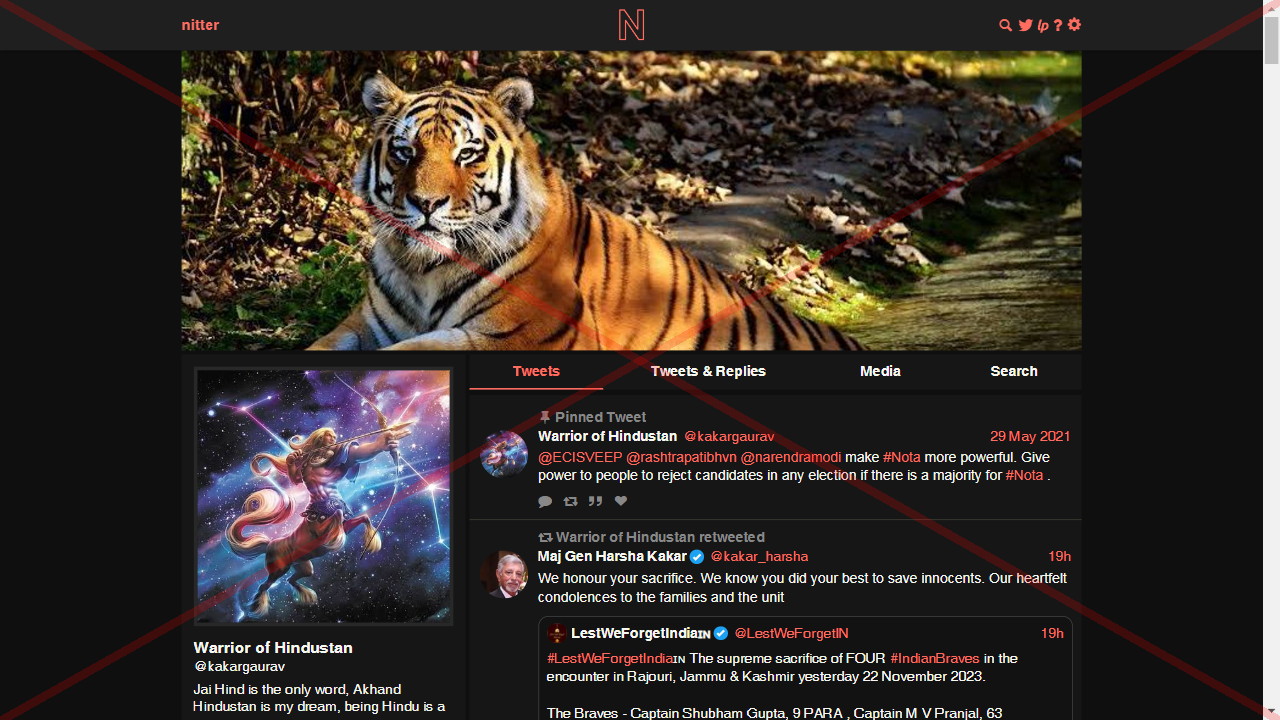 nitter
N
lp ?
Tweets
Tweets & Replies
Media
Search
Pinned Tweet
Warrior of Hindustan @kakargaurav 29 May 2021
@ECISVEEP @rashtrapatibhvn @narendramodi make #Nota more powerful. Give
power to people to reject candidates in any election if there is a majority for #Nota .
Warrior of Hindustan retweeted
Maj Gen Harsha Kakar @kakar_harsha 19h
We honour your sacrifice. We know you did your best to save innocents. Our heartfelt
condolences to the families and the unit
LestWeForgetIndia🇮🇳 @LestWeForgetIN 19h
#LestWeForgetIndia🇮🇳 The supreme sacrifice of FOUR #IndianBraves in the
encounter in Rajouri, Jammu & Kashmir yesterday 22 November 2023.
The Braves - Captain Shubham Gupta, 9 PARA , Captain M V Pranjal, 63
Warrior of Hindustan
@kakargaurav
Jai Hind is the only word, Akhand
Hindustan is my dream, being Hindu is a